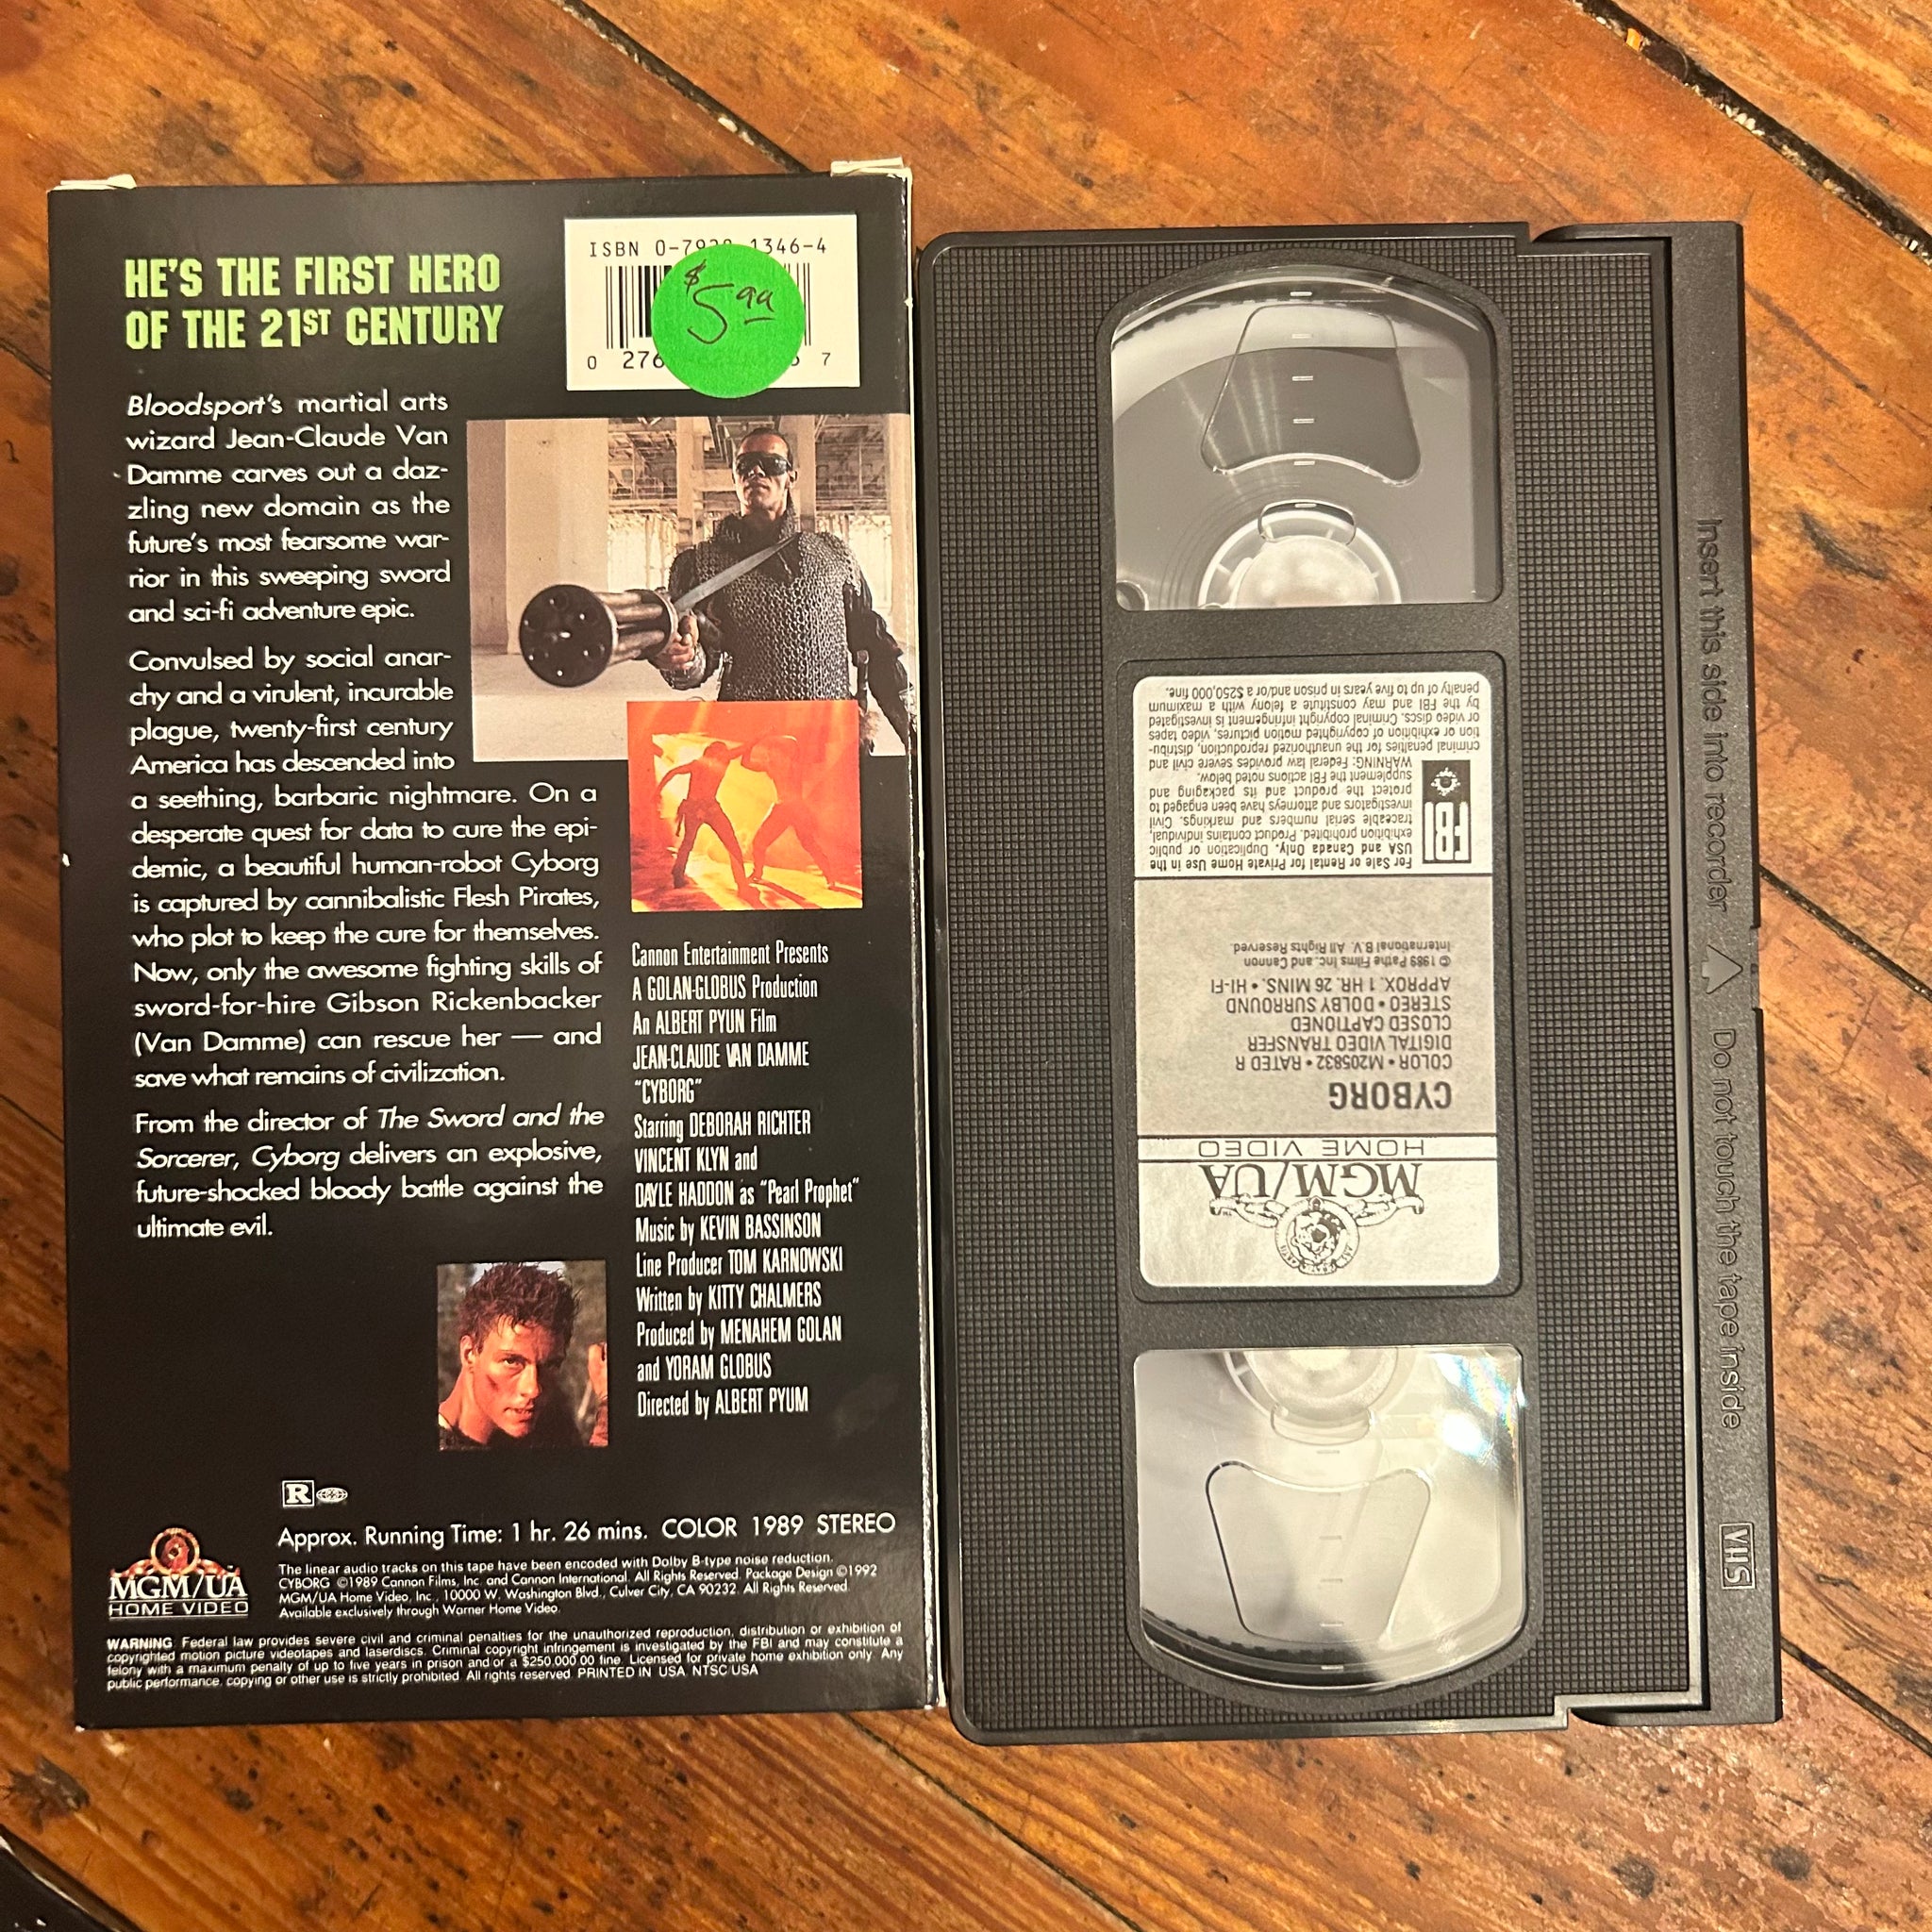 HE'S THE FIRST HERO
OF THE 21ST CENTURY
ISBN 0-79 1346-4
$5.99
0 276 6 7
Bloodsport's martial arts
wizard Jean-Claude Van
Damme carves out a daz-
zling new domain as the
future's most fearsome war-
rior in this sweeping sword
and sci-fi adventure epic.
Convulsed by social anar-
chy and a virulent, incurable
plague, twenty-first century
America has descended into
a seething, barbaric nightmare. On a
desperate quest for data to cure the epi-
demic, a beautiful human-robot Cyborg
is captured by cannibalistic Flesh Pirates,
who plot to keep the cure for themselves.
Now, only the awesome fighting skills of
sword-for-hire Gibson Rickenbacker
(Van Damme) can rescue her — and
save what remains of civilization.
From the director of The Sword and the
Sorcerer, Cyborg delivers an explosive,
future-shocked bloody battle against the
ultimate evil.
Cannon Entertainment Presents
A GOLAN-GLOBUS Production
An ALBERT PYUN Film
JEAN-CLAUDE VAN DAMME
"CYBORG"
Starring DEBORAH RICHTER
VINCENT KLYN and
DAYLE HADDON as "Pearl Prophet"
Music by KEVIN BASSINSON
Line Producer TOM KARNOWSKI
Written by KITTY CHALMERS
Produced by MENAHEM GOLAN
and YORAM GLOBUS
Directed by ALBERT PYUM
R
Approx. Running Time: 1 hr. 26 mins. COLOR 1989 STEREO
The linear audio tracks on this tape have been encoded with Dolby B-type noise reduction.
CYBORG ©1989 Cannon Films, Inc. and Cannon International. All Rights Reserved. Package Design ©1992
MGM/UA Home Video, Inc., 10000 W. Washington Blvd., Culver City, CA 90232. All Rights Reserved.
Available exclusively through Warner Home Video.
MGM/UA
HOME VIDEO
WARNING: Federal law provides severe civil and criminal penalties for the unauthorized reproduction, distribution or exhibition of
copyrighted motion picture videotapes and laserdiscs. Criminal copyright infringement is investigated by the FBI and may constitute a
felony with a maximum penalty of up to five years in prison and/or a $250,000.00 fine. Licensed for private home exhibition only. Any
public performance, copying or other use is strictly prohibited. All rights reserved. PRINTED IN USA NTSC USA
MGM/UA
HOME VIDEO
CYBORG
COLOR • M205832 • RATED R
DIGITAL VIDEO TRANSFER
CLOSED CAPTIONED
STEREO • DOLBY SURROUND
APPROX. 1 HR. 26 MINS. • HI-FI
© 1989 Pathe Films Inc. and Cannon
International B.V. All Rights Reserved.
FBI
For Sale or Rental for Private Home Use in the
USA and Canada Only. Duplication or public
exhibition prohibited. Product contains individual,
traceable serial numbers and markings. Civil
investigators and attorneys have been engaged to
protect the product and its packaging and
supplement the FBI actions noted below.
WARNING: Federal law provides severe civil and
criminal penalties for the unauthorized reproduction, distribu-
tion or exhibition of copyrighted motion pictures, video tapes
or video discs. Criminal copyright infringement is investigated
by the FBI and may constitute a felony with a maximum
penalty of up to five years in prison and/or a $250,000 fine.
Insert this side into recorder
Do not touch the tape inside
VHS